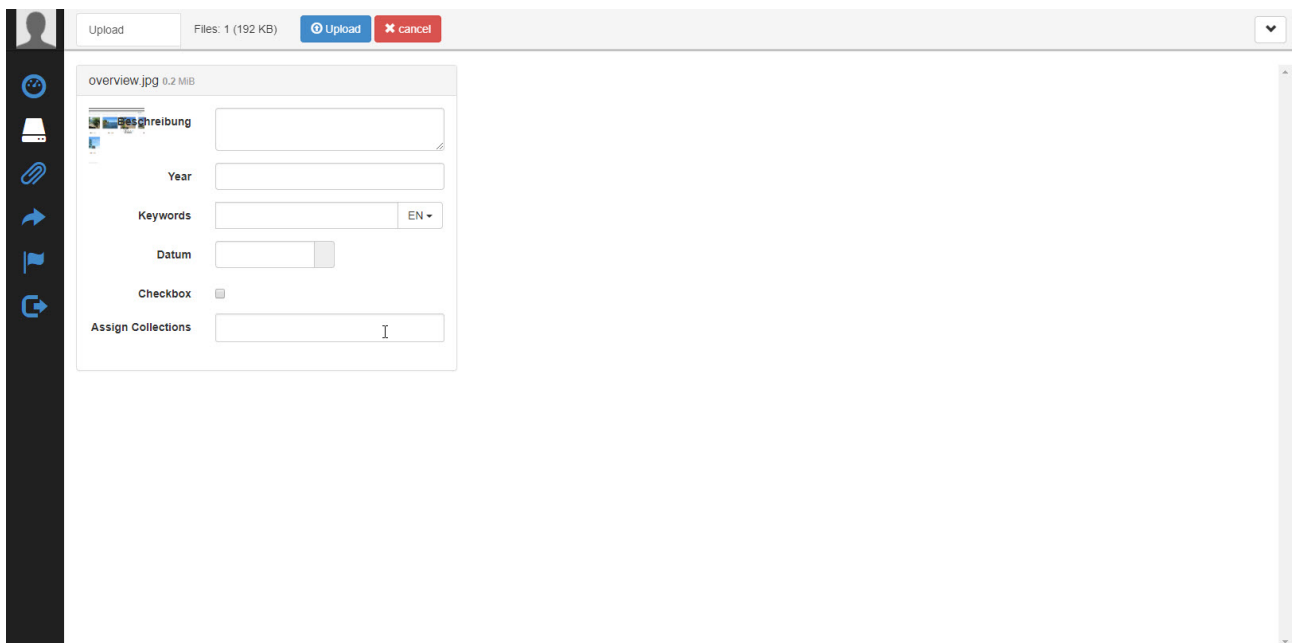 Upload Files: 1 (192 KB) Upload cancel
overview.jpg 0.2 MiB
Beschreibung
Year
Keywords EN
Datum
Checkbox
Assign Collections